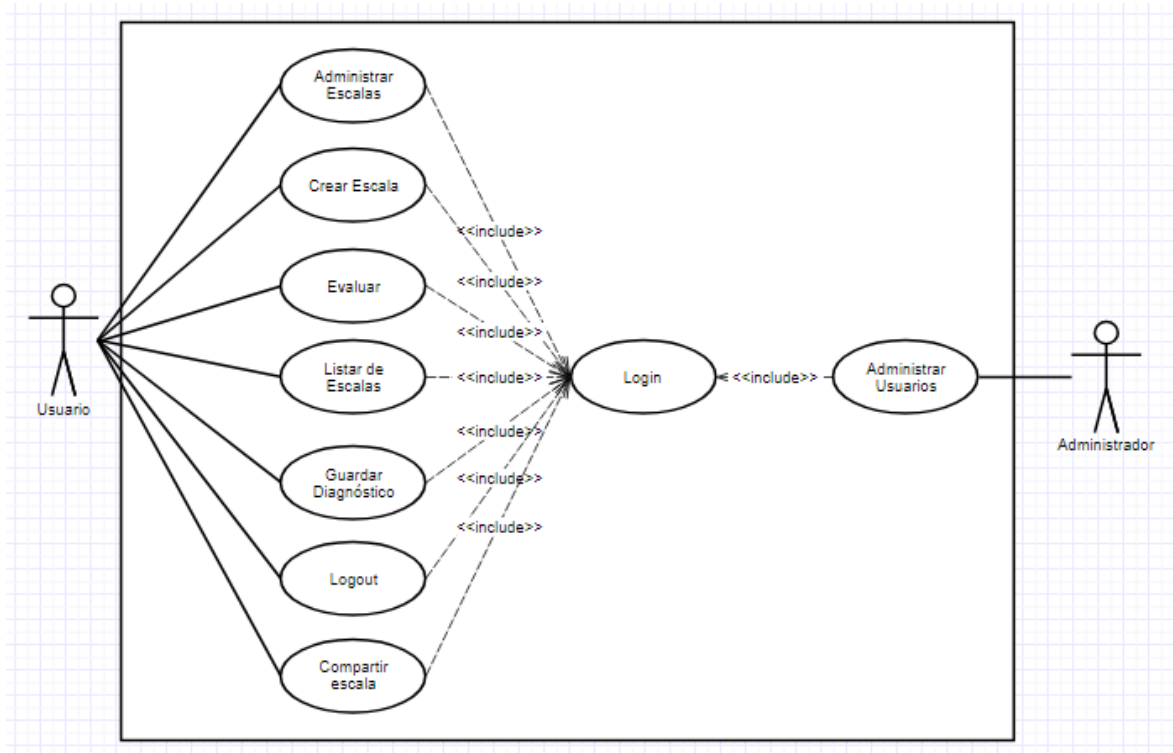 Administrar
Escalas
Crear Escala
<<include>>
Evaluar
<<include>>
<<include>>
Listar de
Escalas
<<include>>
Login
<<include>>
Administrar
Usuarios
Usuario
Administrador
<<include>>
Guardar
Diagnóstico
<<include>>
<<include>>
Logout
Compartir
escala